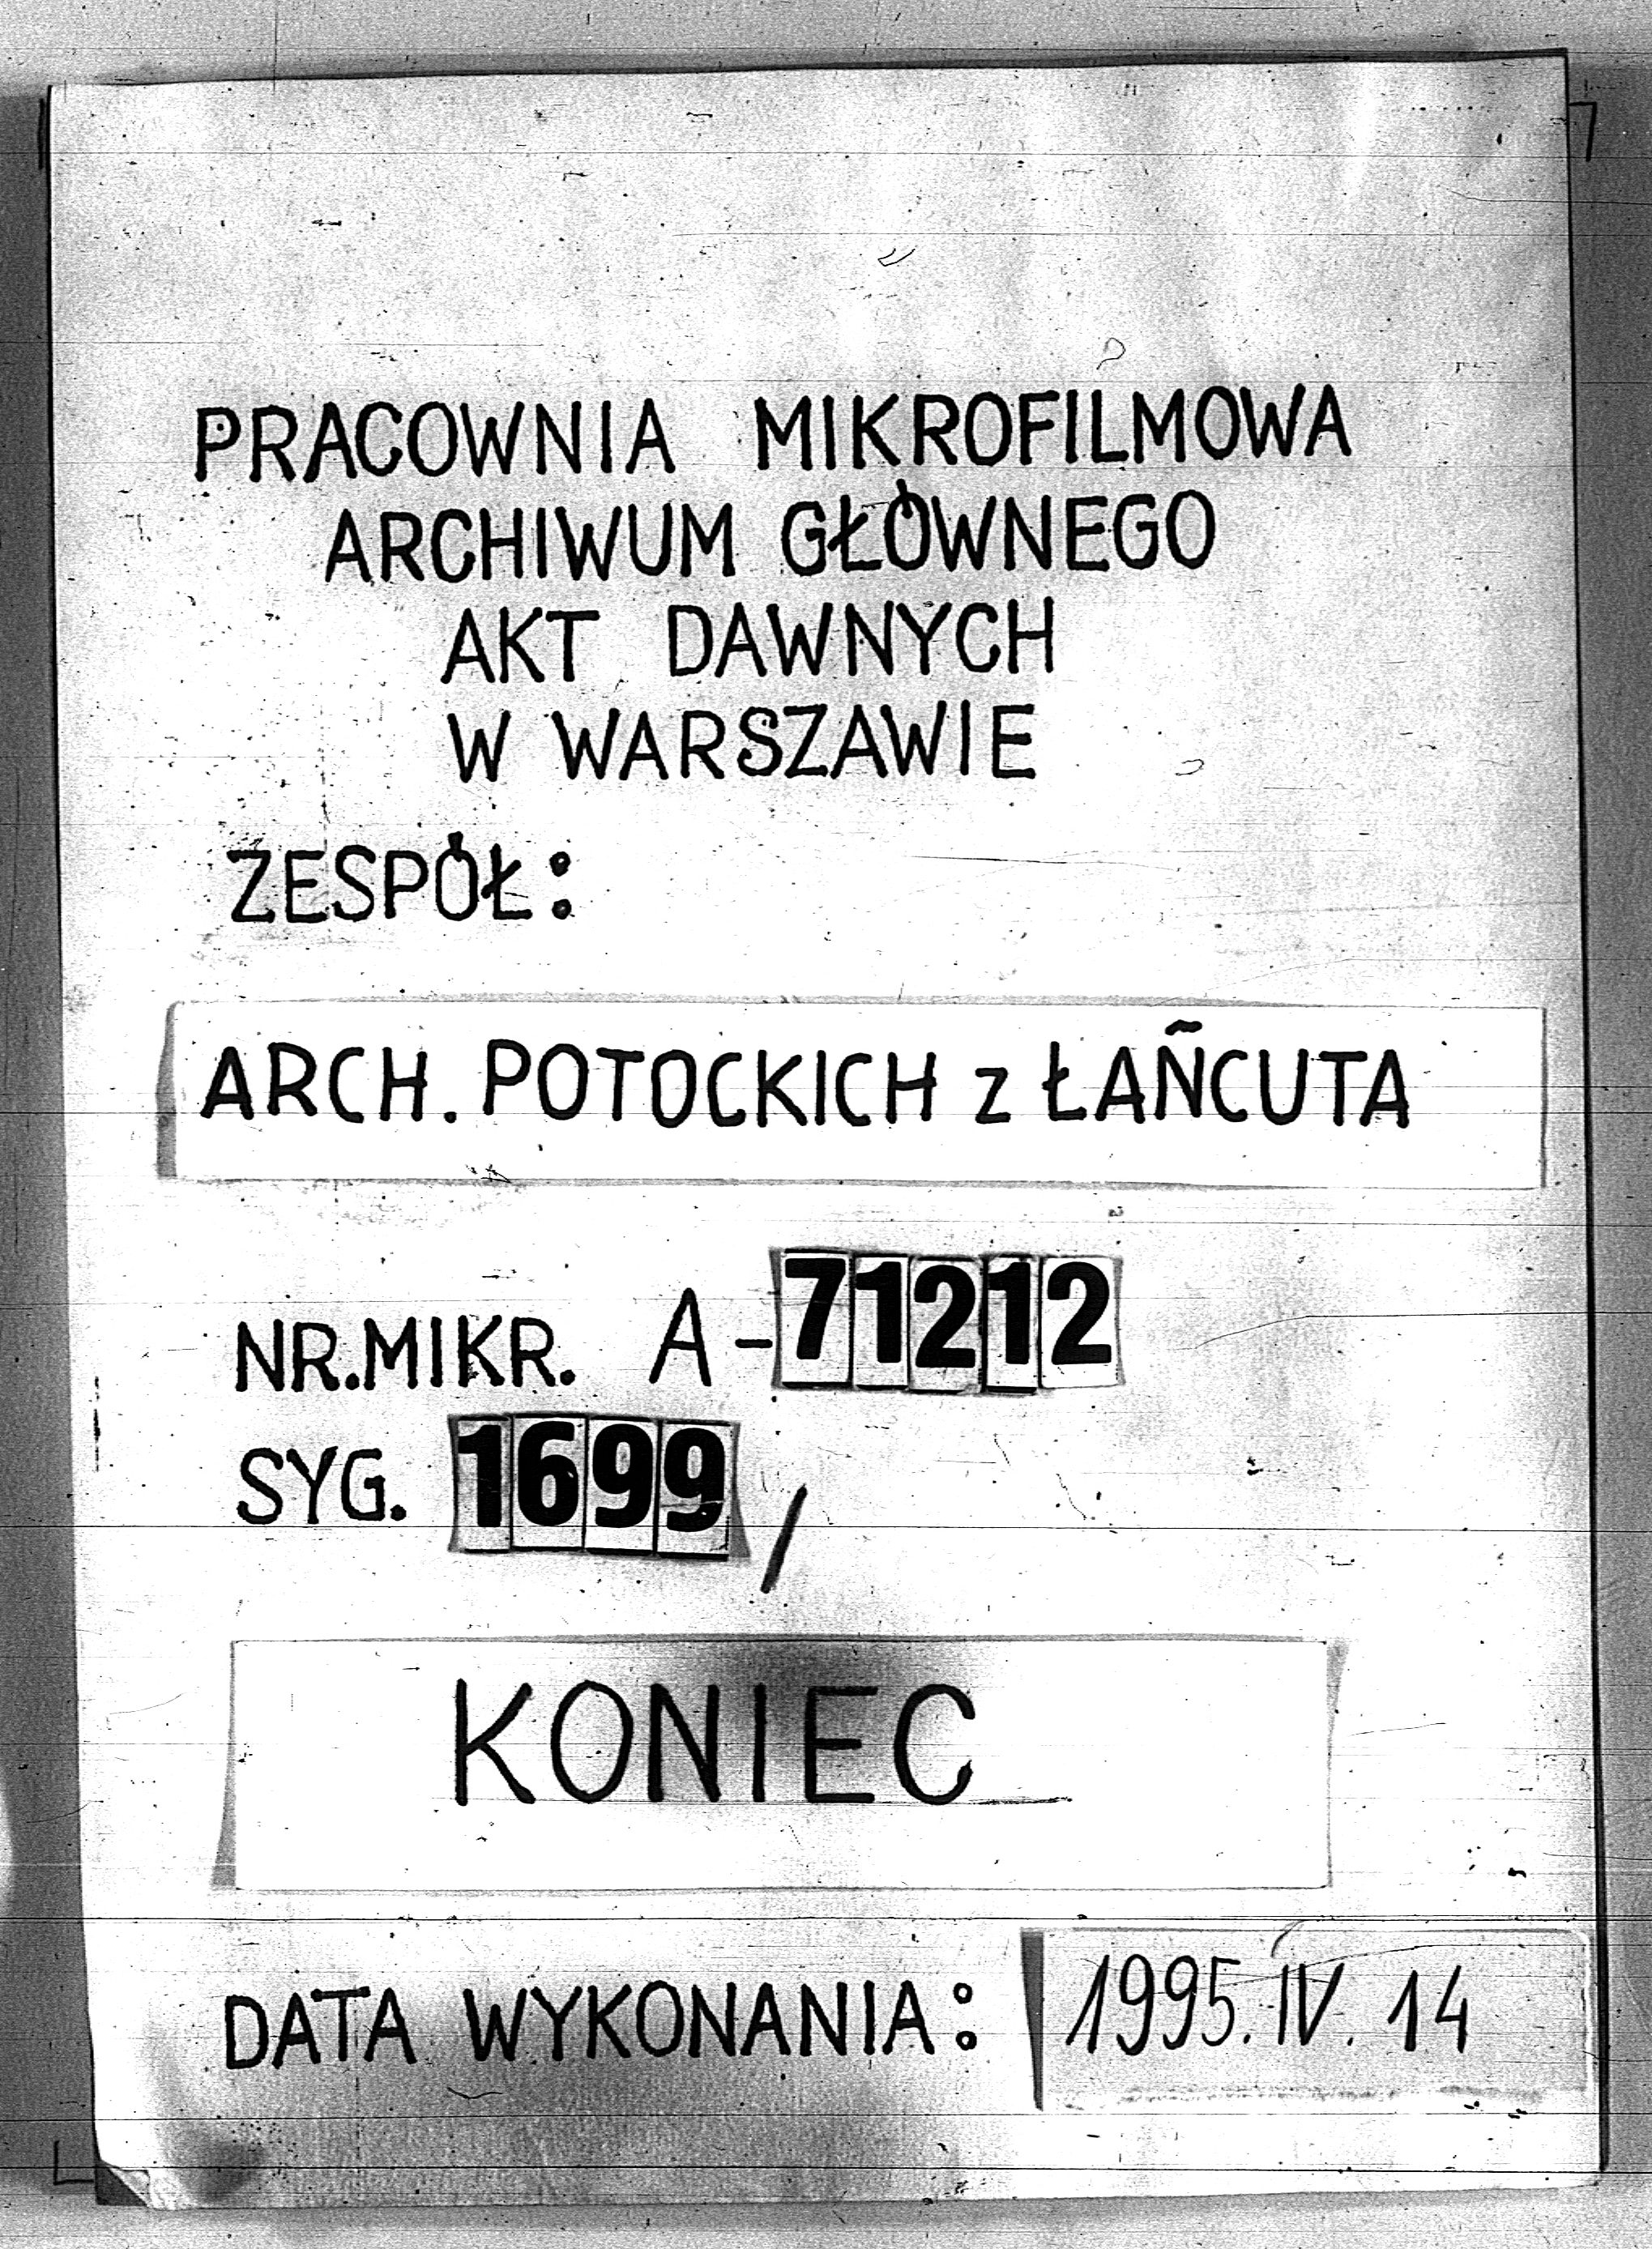 PRACOWNIA MIKROFILMOWA
ARCHIWUM GŁÓWNEGO
AKT DAWNYCH
W WARSZAWIE
ZESPÓŁ:
ARCH. POTOCKICH z ŁAÑCUTA
NR.MIKR. A-71212
SYG. 1699/
KONIEC
DATA WYKONANIA: 1995.IV.14